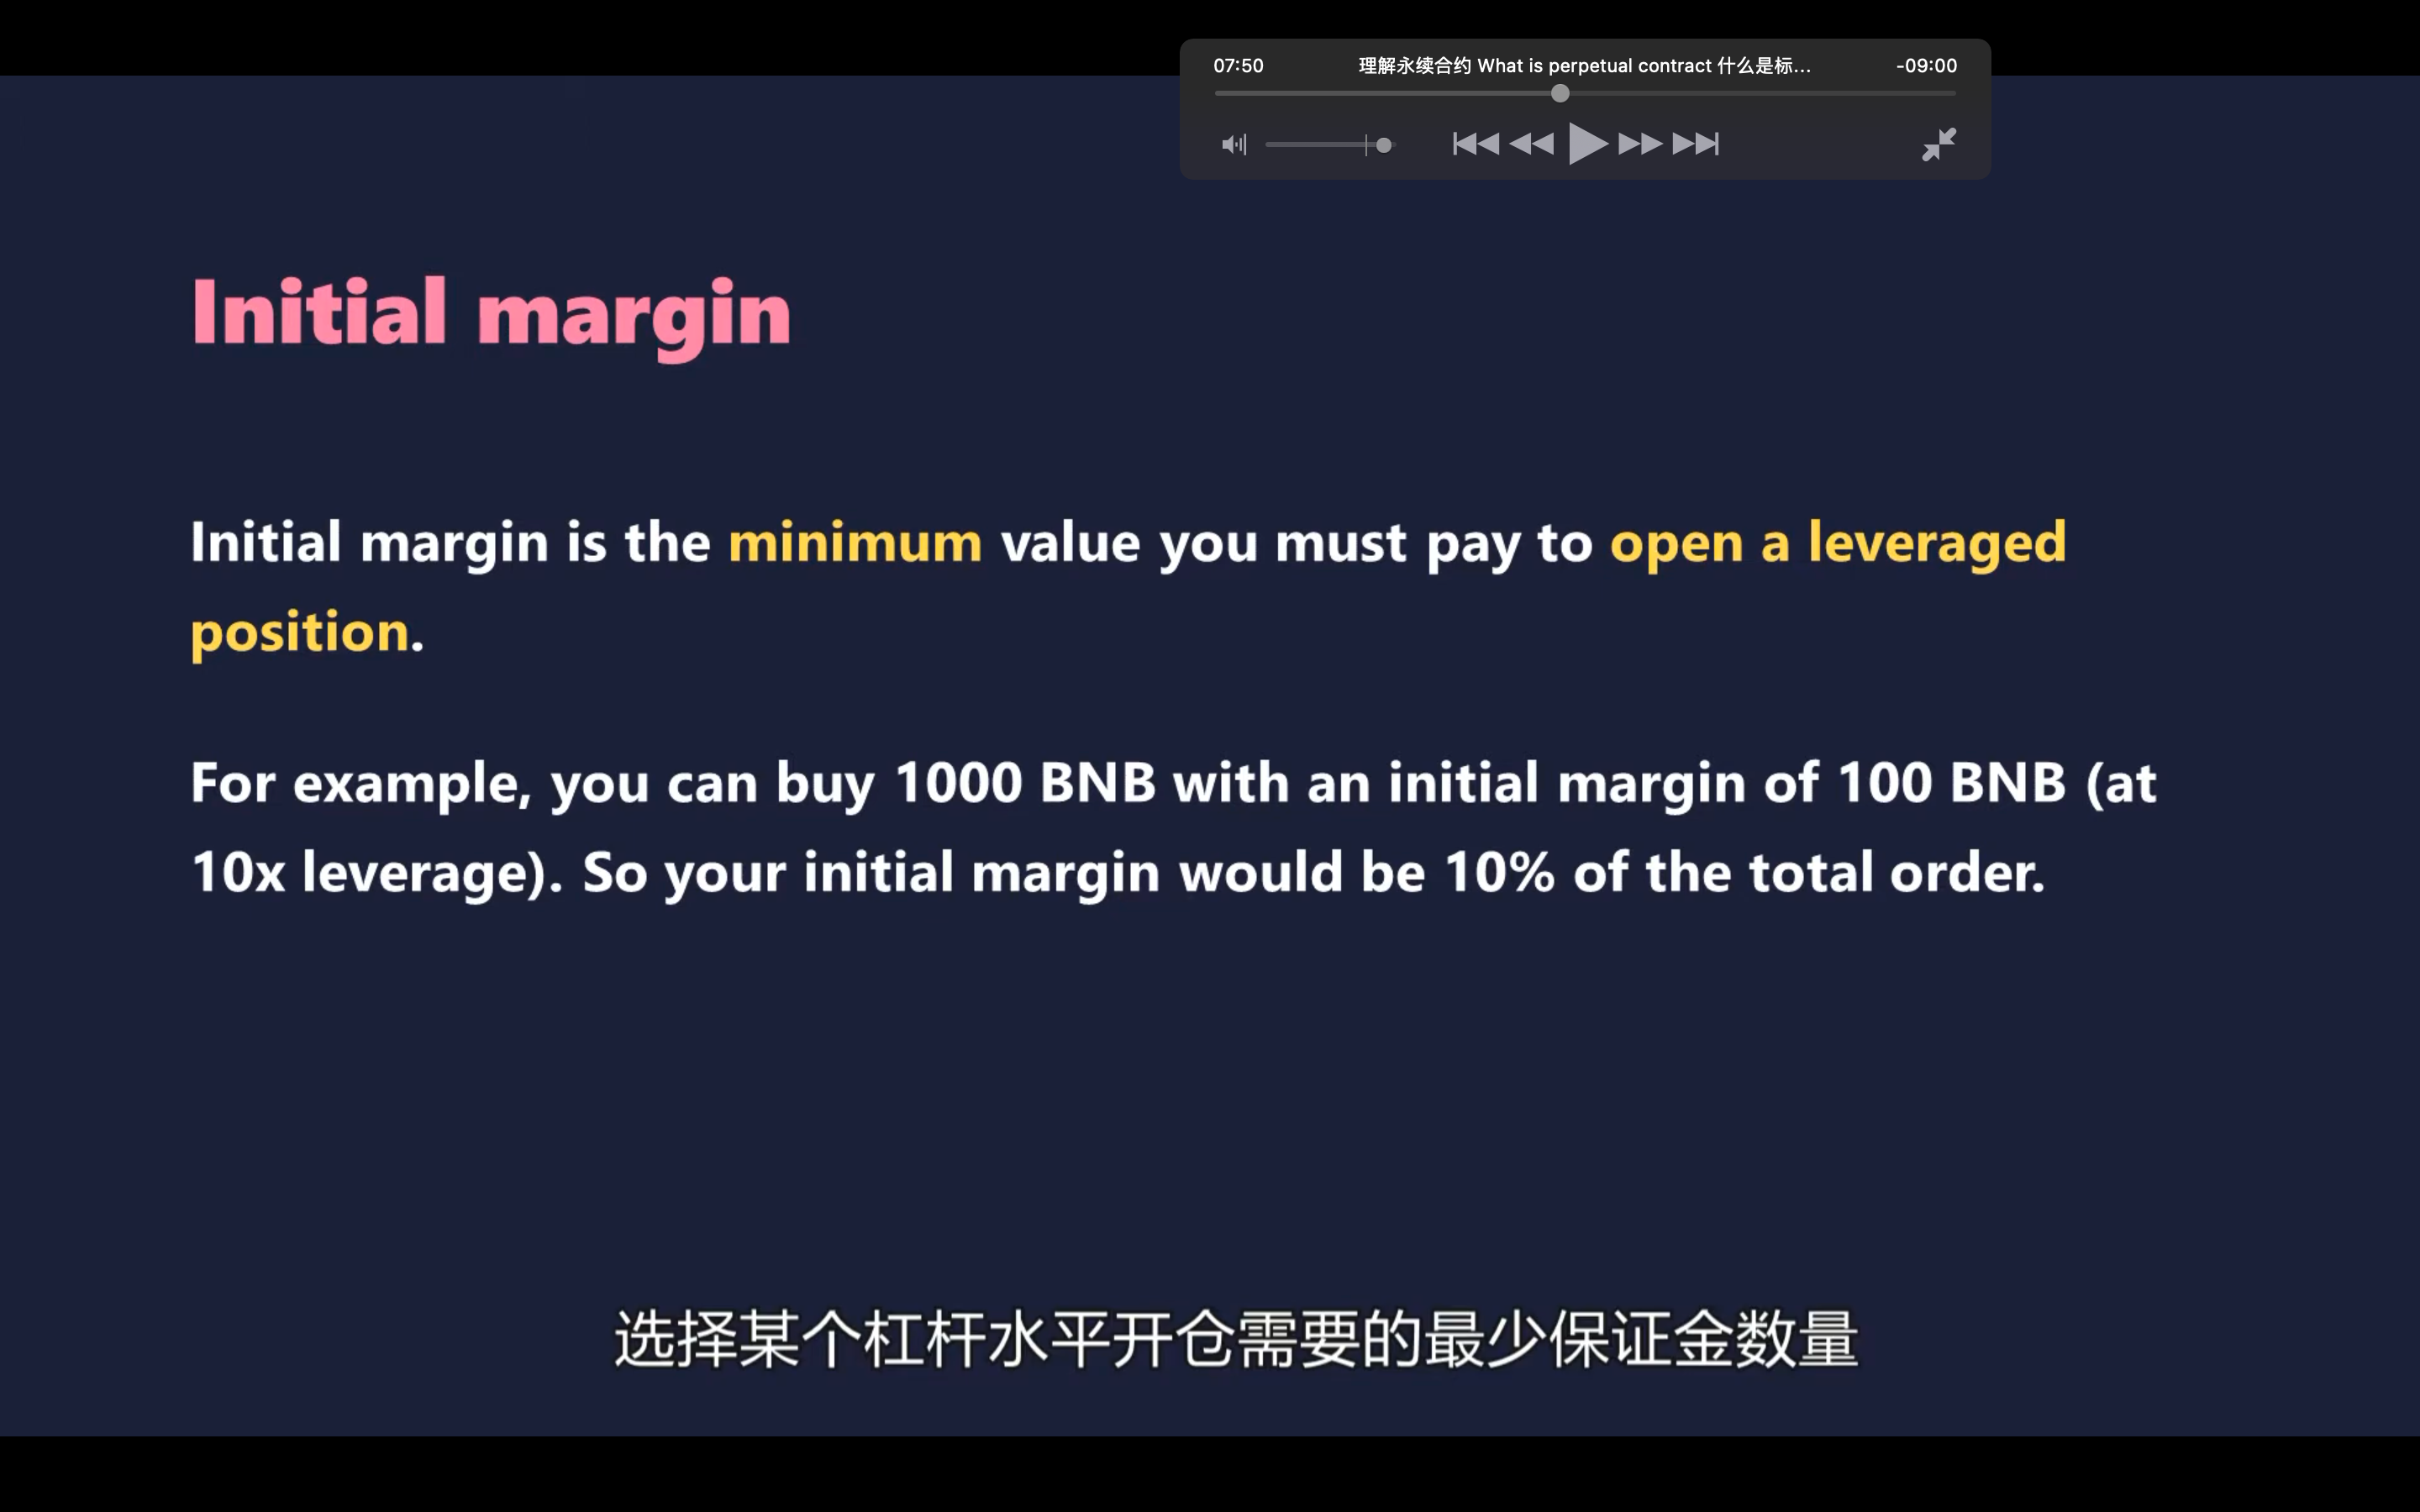 07:50
理解永续合约 What is perpetual contract 什么是标...
-09:00
Initial margin
Initial margin is the minimum value you must pay to open a leveraged
position.
For example, you can buy 1000 BNB with an initial margin of 100 BNB (at
10x leverage). So your initial margin would be 10% of the total order.
选择某个杠杆水平开仓需要的最少保证金数量